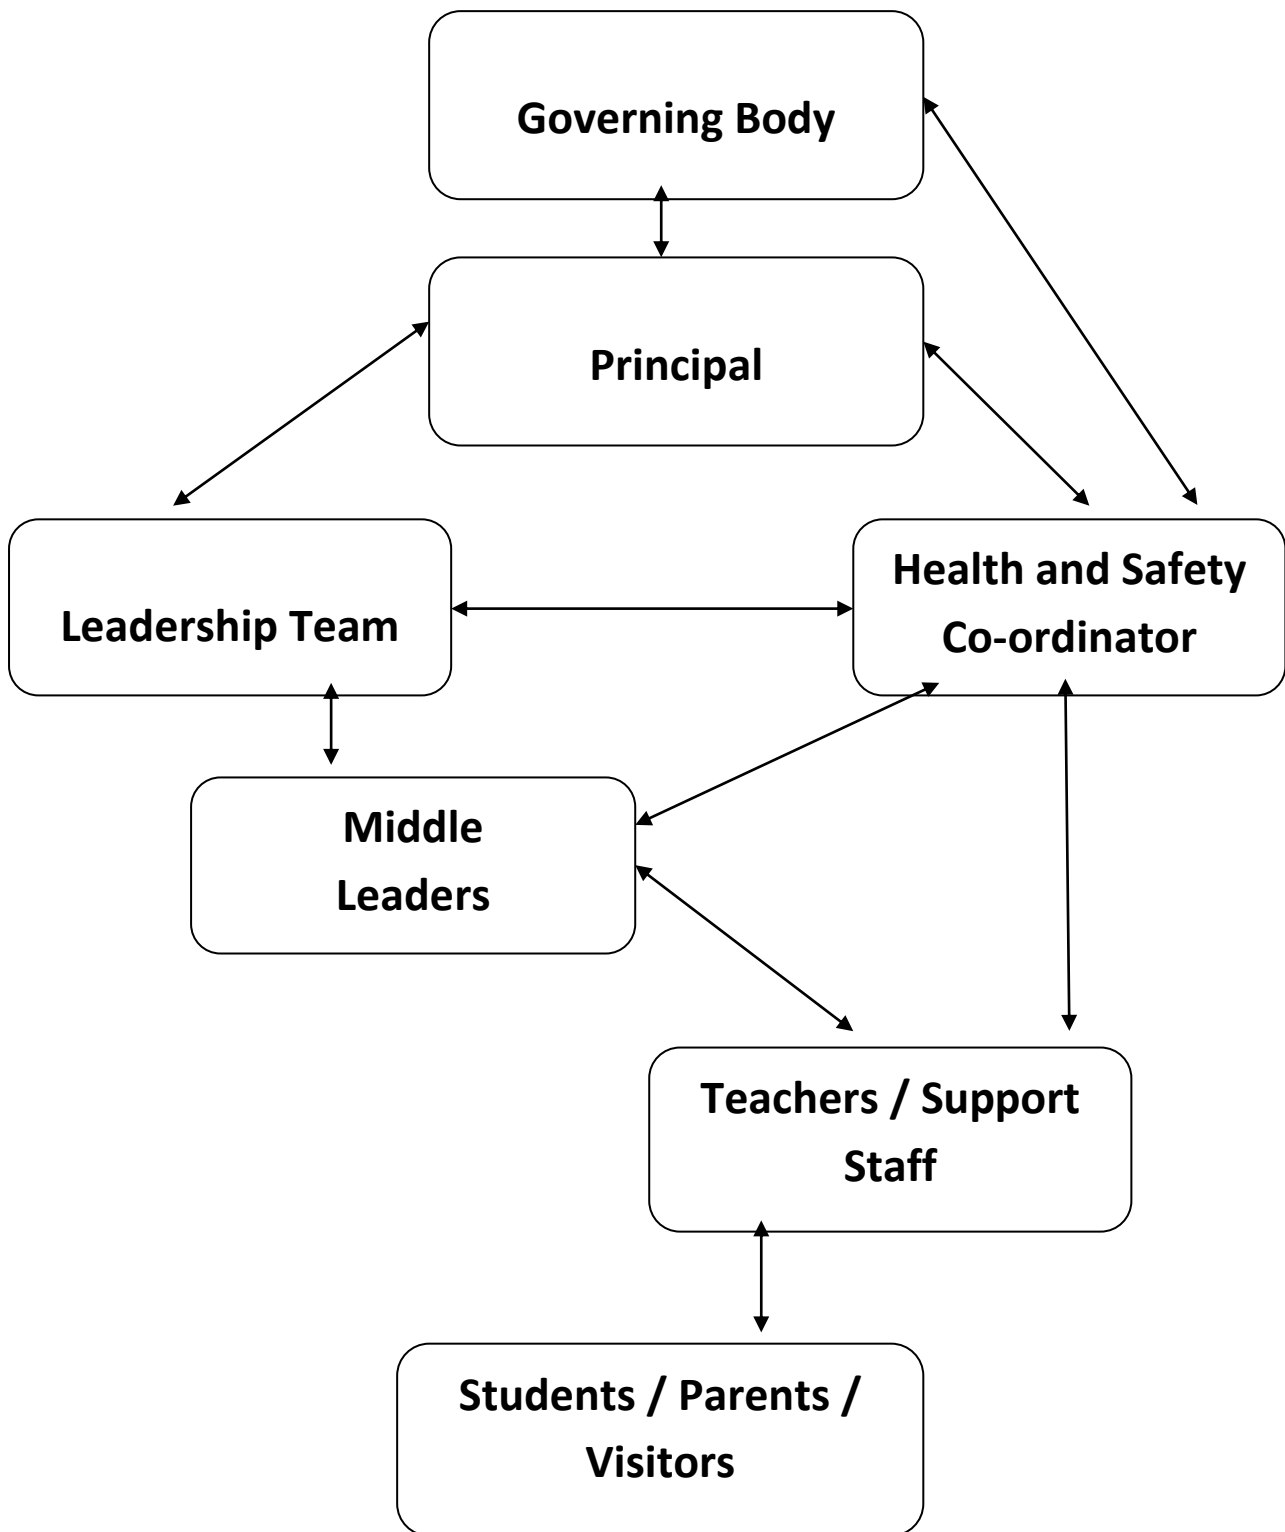 Governing Body
Principal
Leadership Team
Health and Safety
Co-ordinator
Middle
Leaders
Teachers / Support
Staff
Students / Parents /
Visitors